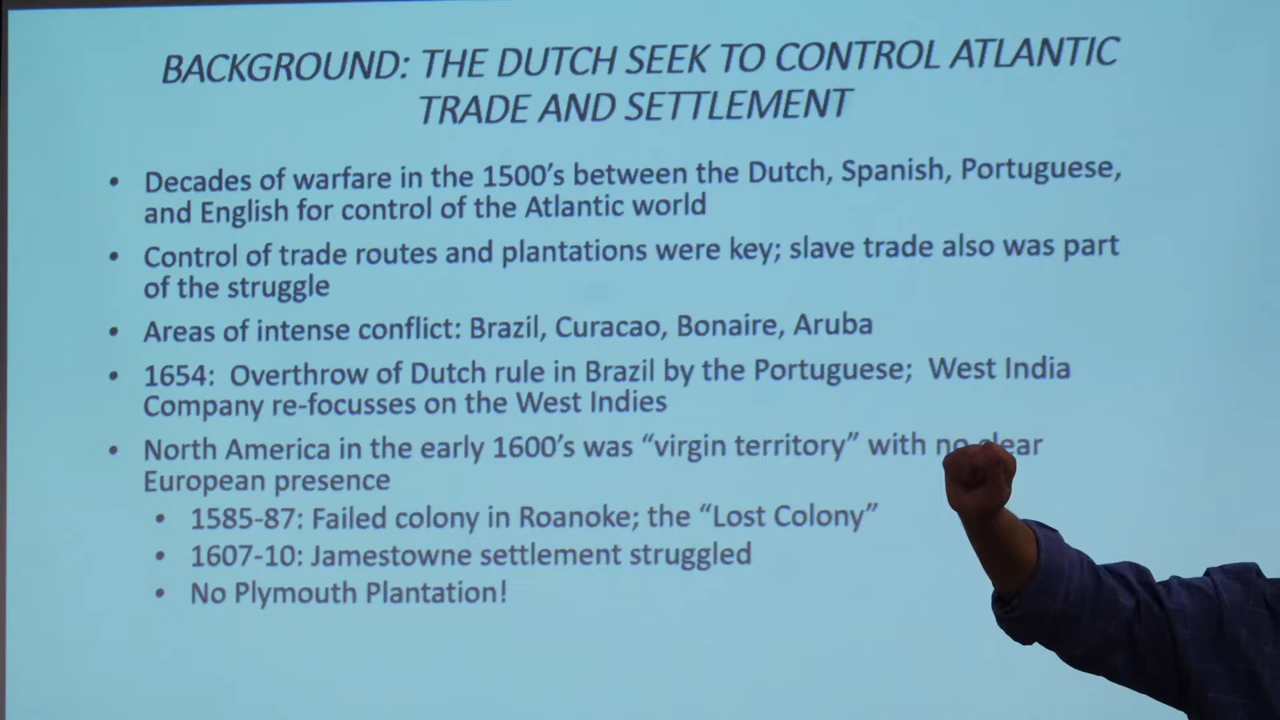 BACKGROUND: THE DUTCH SEEK TO CONTROL ATLANTIC
TRADE AND SETTLEMENT
• Decades of warfare in the 1500's between the Dutch, Spanish, Portuguese,
and English for control of the Atlantic world
• Control of trade routes and plantations were key; slave trade also was part
of the struggle
• Areas of intense conflict: Brazil, Curacao, Bonaire, Aruba
• 1654: Overthrow of Dutch rule in Brazil by the Portuguese; West India
Company re-focusses on the West Indies
• North America in the early 1600's was “virgin territory” with no clear
European presence
• 1585-87: Failed colony in Roanoke; the “Lost Colony”
• 1607-10: Jamestowne settlement struggled
• No Plymouth Plantation!